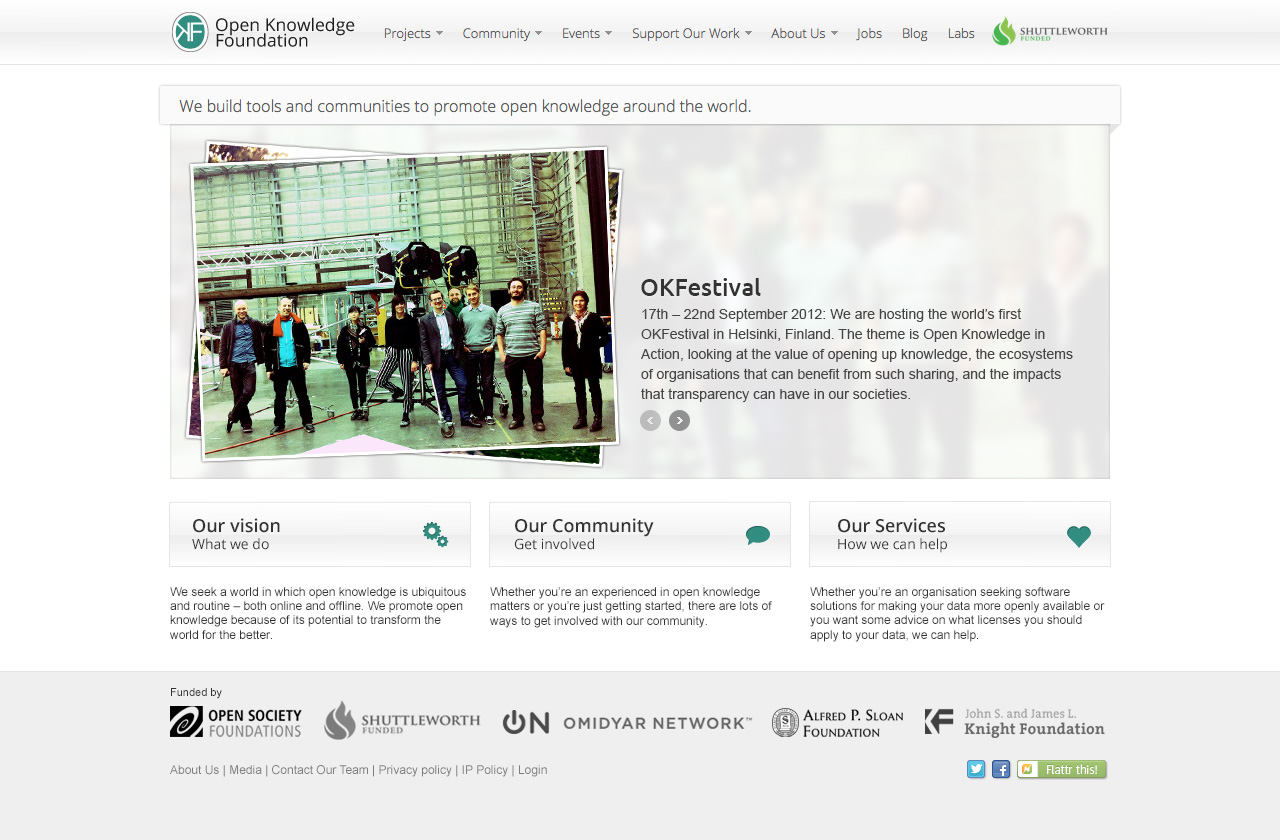 Open Knowledge
Foundation
Projects Community Events Support Our Work About Us Jobs Blog Labs
SHUTTLEWORTH
FUNDED
We build tools and communities to promote open knowledge around the world.
OKFestival
17th – 22nd September 2012: We are hosting the world's first
OKFestival in Helsinki, Finland. The theme is Open Knowledge in
Action, looking at the value of opening up knowledge, the ecosystems
of organisations that can benefit from such sharing, and the impacts
that transparency can have in our societies.
Our vision
What we do
We seek a world in which open knowledge is ubiquitous
and routine – both online and offline. We promote open
knowledge because of its potential to transform the
world for the better.
Our Community
Get involved
Whether you're an experienced in open knowledge
matters or you're just getting started, there are lots of
ways to get involved with our community.
Our Services
How we can help
Whether you're an organisation seeking software
solutions for making your data more openly available or
you want some advice on what licenses you should
apply to your data, we can help.
Funded by
OPEN SOCIETY
FOUNDATIONS
SHUTTLEWORTH
FUNDED
ON OMIDYAR NETWORK™
ALFRED P. SLOAN
FOUNDATION
John S. and James L.
Knight Foundation
About Us | Media | Contact Our Team | Privacy policy | IP Policy | Login
Flattr this!